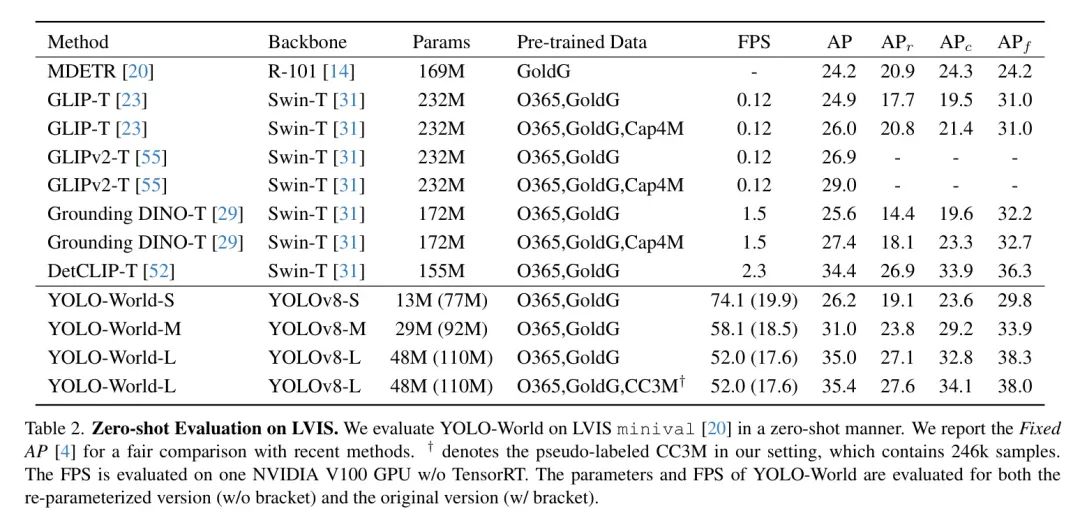 Method Backbone Params Pre-trained Data FPS AP APr APc APf
MDETR [20] R-101 [14] 169M GoldG - 24.2 20.9 24.3 24.2
GLIP-T [23] Swin-T [31] 232M O365,GoldG 0.12 24.9 17.7 19.5 31.0
GLIP-T [23] Swin-T [31] 232M O365,GoldG,Cap4M 0.12 26.0 20.8 21.4 31.0
GLIPv2-T [55] Swin-T [31] 232M O365,GoldG 0.12 26.9 - - -
GLIPv2-T [55] Swin-T [31] 232M O365,GoldG,Cap4M 0.12 29.0 - - -
Grounding DINO-T [29] Swin-T [31] 172M O365,GoldG 1.5 25.6 14.4 19.6 32.2
Grounding DINO-T [29] Swin-T [31] 172M O365,GoldG,Cap4M 1.5 27.4 18.1 23.3 32.7
DetCLIP-T [52] Swin-T [31] 155M O365,GoldG 2.3 34.4 26.9 33.9 36.3
YOLO-World-S YOLOv8-S 13M (77M) O365,GoldG 74.1 (19.9) 26.2 19.1 23.6 29.8
YOLO-World-M YOLOv8-M 29M (92M) O365,GoldG 58.1 (18.5) 31.0 23.8 29.2 33.9
YOLO-World-L YOLOv8-L 48M (110M) O365,GoldG 52.0 (17.6) 35.0 27.1 32.8 38.3
YOLO-World-L YOLOv8-L 48M (110M) O365,GoldG,CC3M† 52.0 (17.6) 35.4 27.6 34.1 38.0
Table 2. Zero-shot Evaluation on LVIS. We evaluate YOLO-World on LVIS minival [20] in a zero-shot manner. We report the Fixed
AP [4] for a fair comparison with recent methods. † denotes the pseudo-labeled CC3M in our setting, which contains 246k samples.
The FPS is evaluated on one NVIDIA V100 GPU w/o TensorRT. The parameters and FPS of YOLO-World are evaluated for both the
re-parameterized version (w/o bracket) and the original version (w/ bracket).